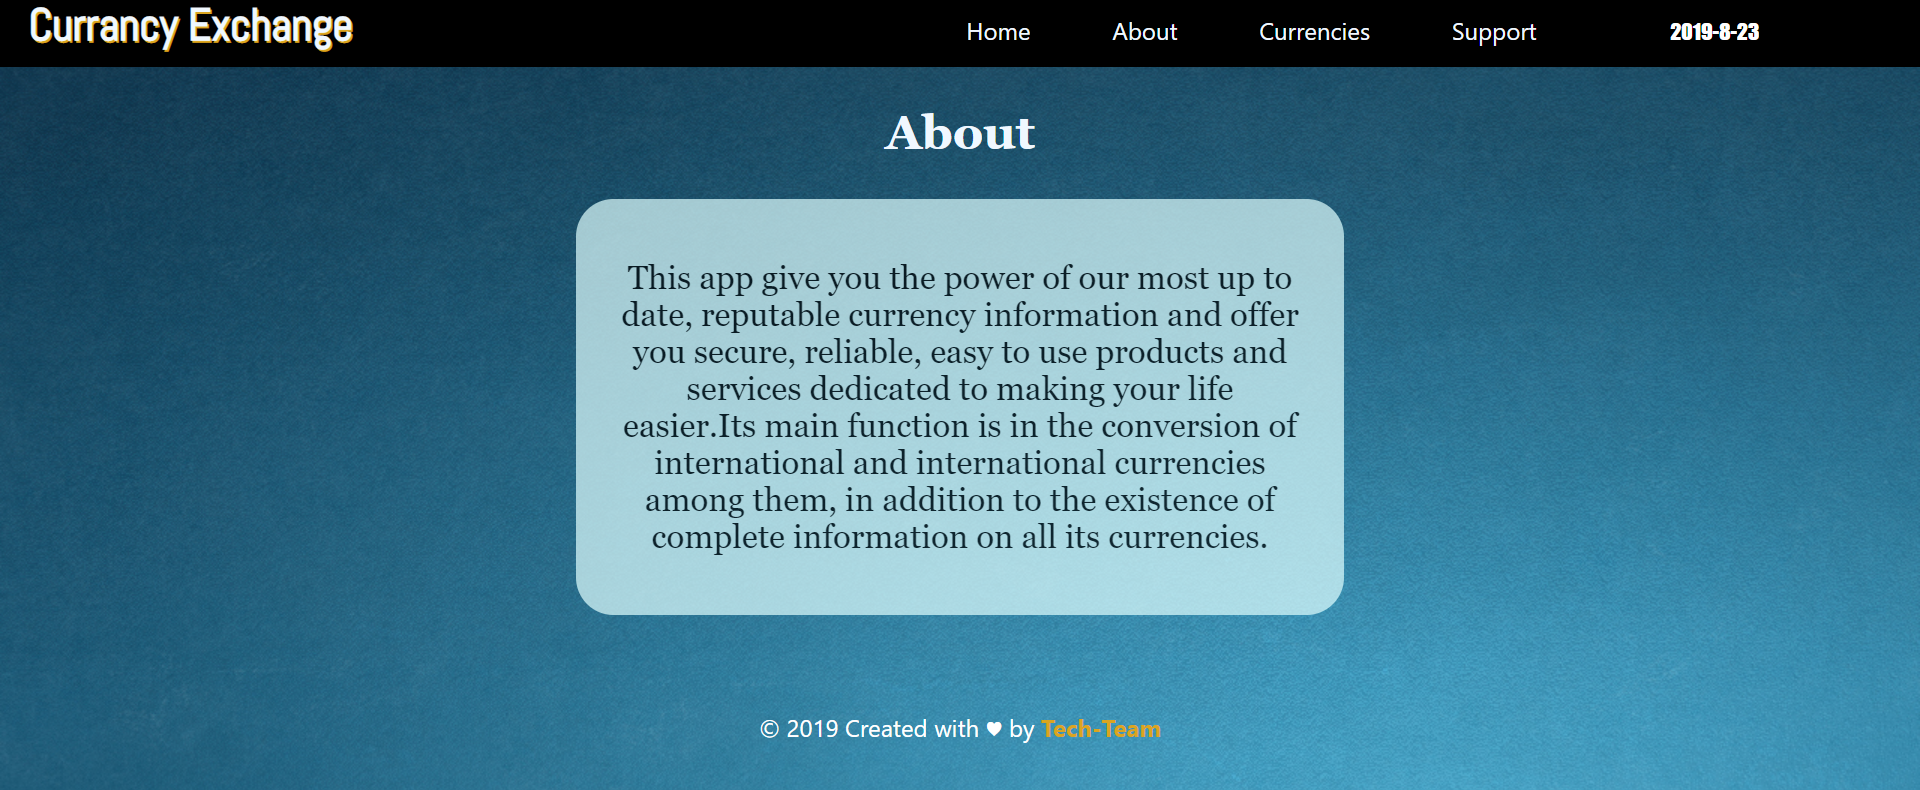 Currancy Exchange
Home About Currencies Support 2019-8-23
About
This app give you the power of our most up to
date, reputable currency information and offer
you secure, reliable, easy to use products and
services dedicated to making your life
easier.Its main function is in the conversion of
international and international currencies
among them, in addition to the existence of
complete information on all its currencies.
© 2019 Created with ♥ by Tech-Team